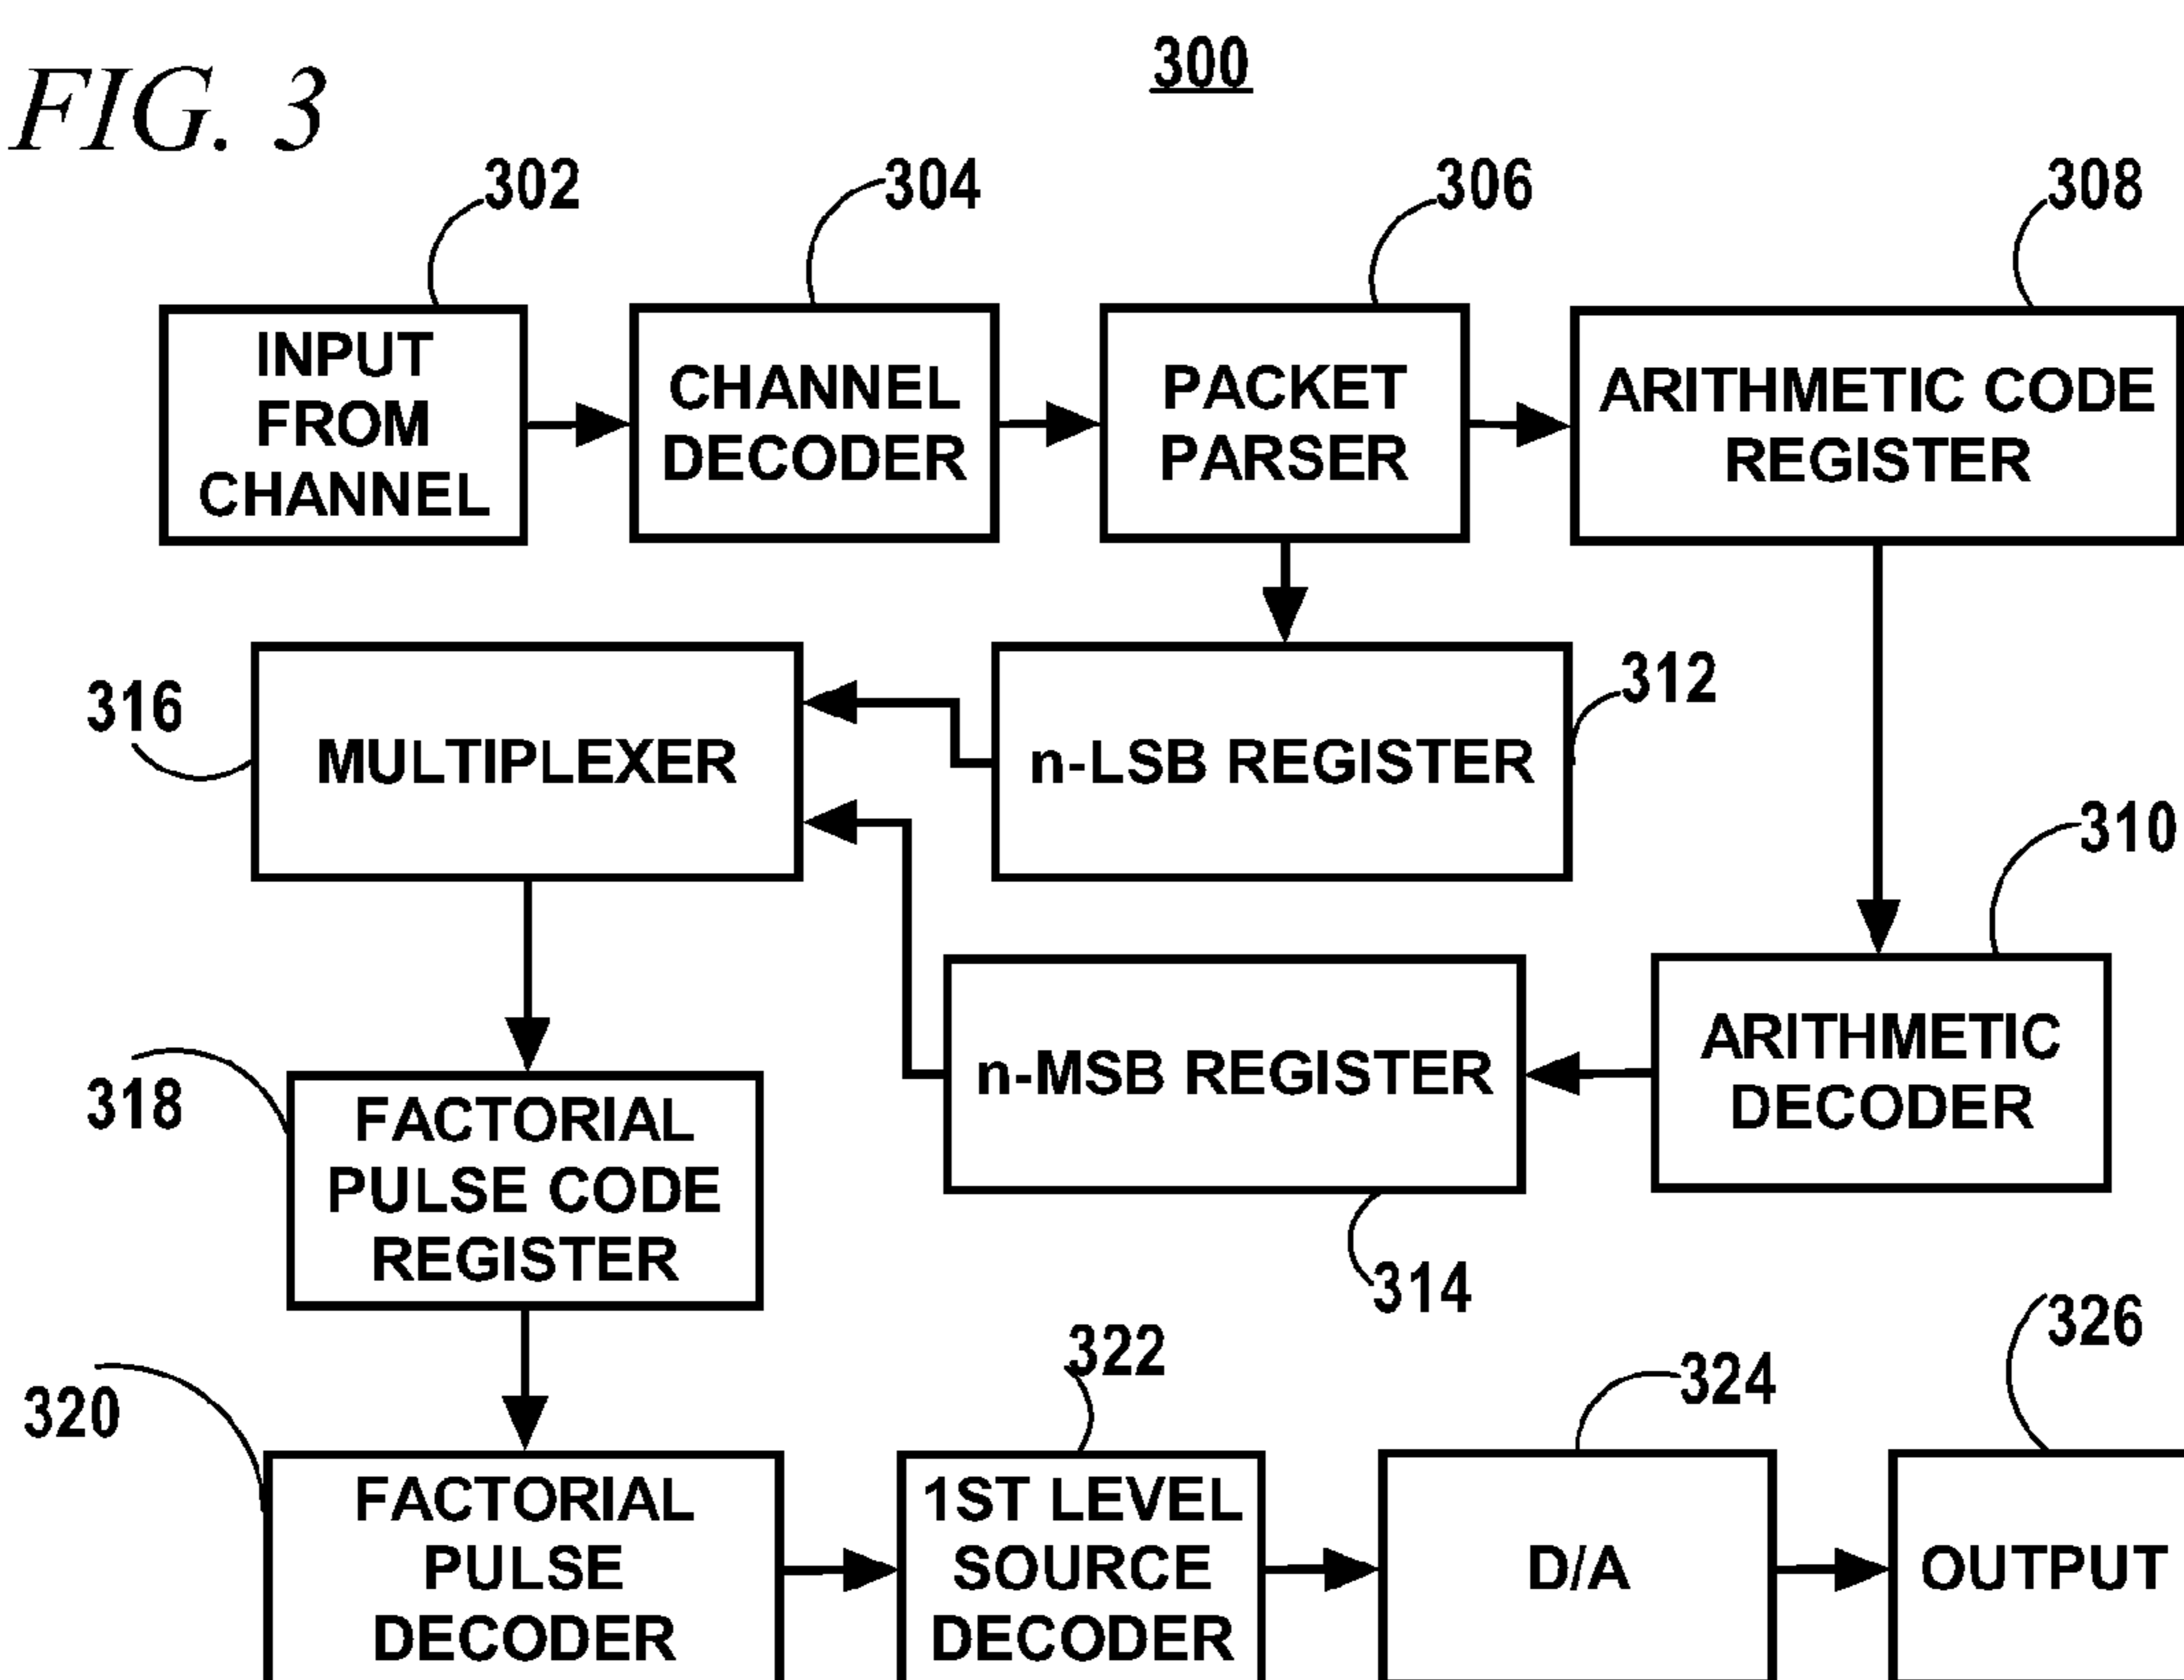 FIG. 3
300
302
304
306
308
INPUT
FROM
CHANNEL
CHANNEL
DECODER
PACKET
PARSER
ARITHMETIC CODE
REGISTER
316
MULTIPLEXER
n-LSB REGISTER
312
310
318
FACTORIAL
PULSE CODE
REGISTER
n-MSB REGISTER
ARITHMETIC
DECODER
314
320
322
324
326
FACTORIAL
PULSE
DECODER
1ST LEVEL
SOURCE
DECODER
D/A
OUTPUT